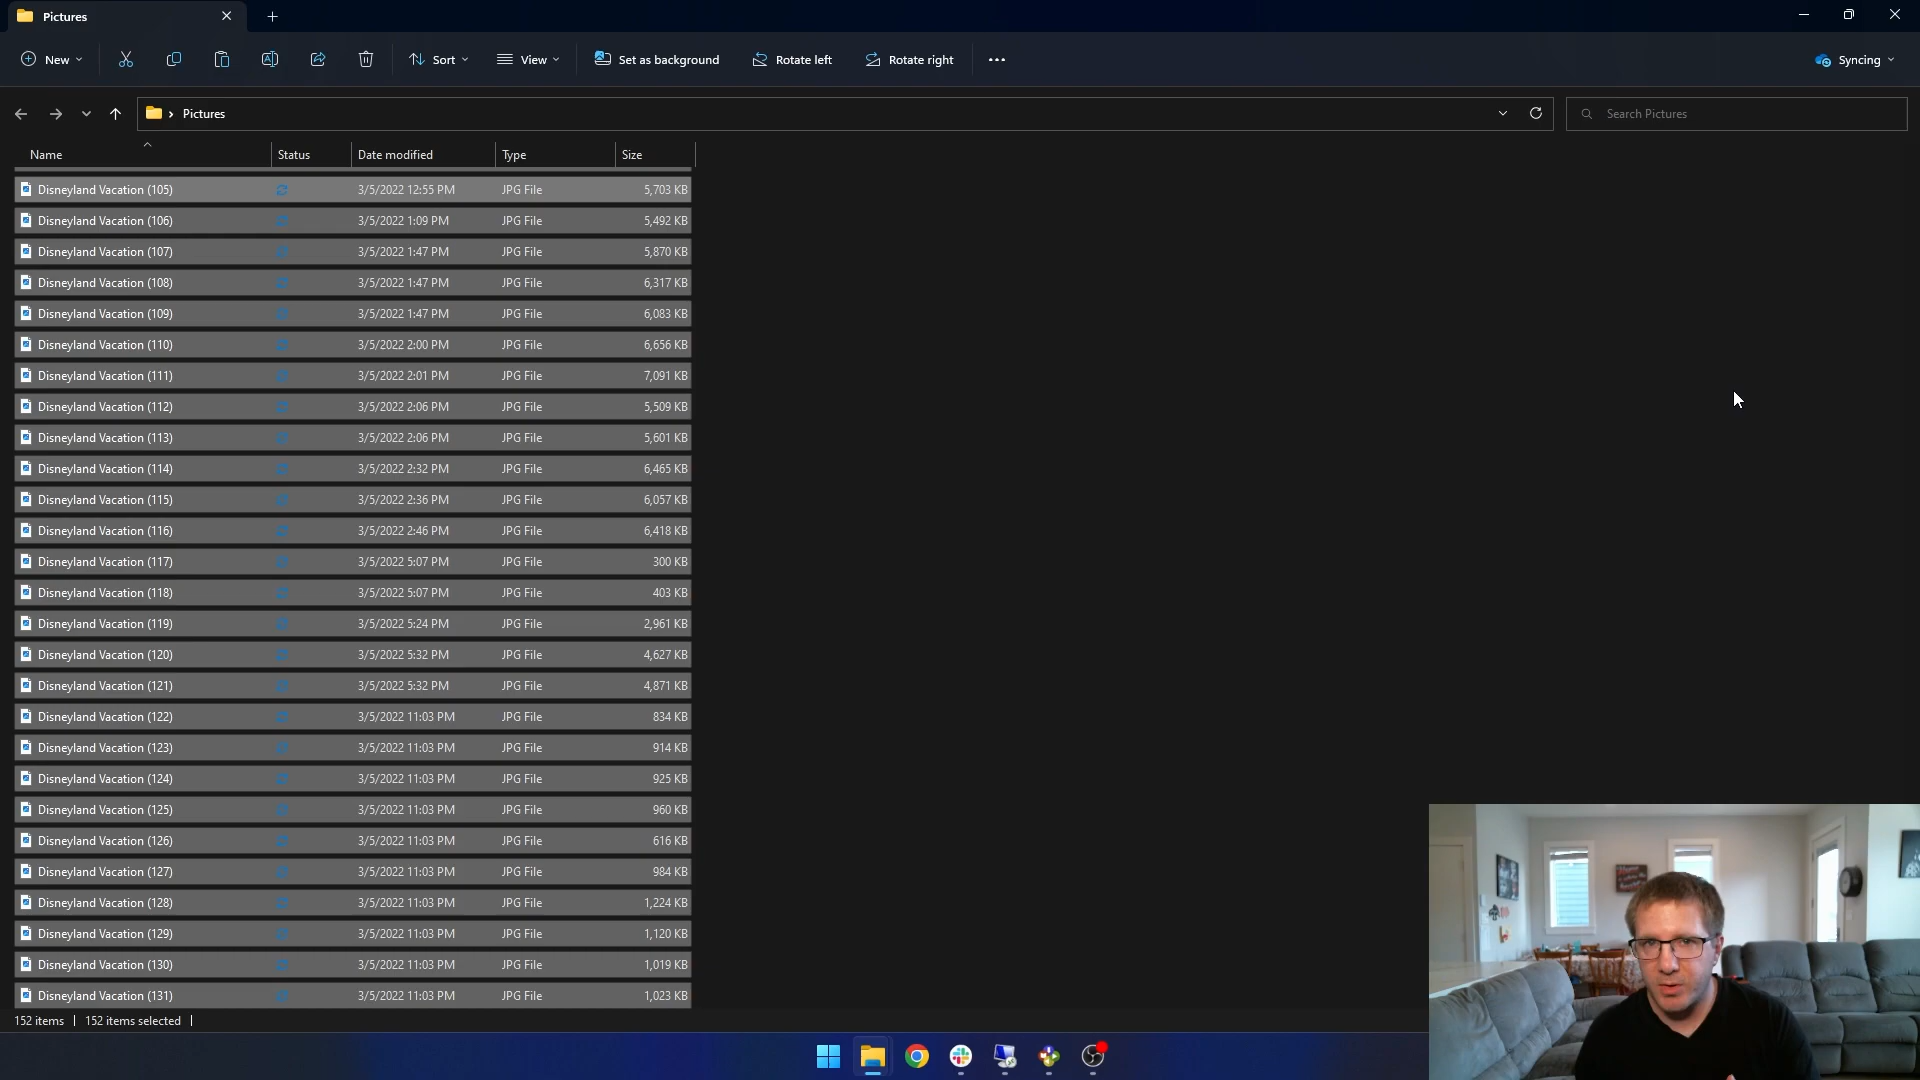 Pictures
New
Sort
View
Set as background
Rotate left
Rotate right
Syncing
Pictures
Search Pictures
Name Status Date modified Type Size
Disneyland Vacation (105) 3/5/2022 12:55 PM JPG File 5,703 KB
Disneyland Vacation (106) 3/5/2022 1:09 PM JPG File 5,492 KB
Disneyland Vacation (107) 3/5/2022 1:47 PM JPG File 5,870 KB
Disneyland Vacation (108) 3/5/2022 1:47 PM JPG File 6,317 KB
Disneyland Vacation (109) 3/5/2022 1:47 PM JPG File 6,083 KB
Disneyland Vacation (110) 3/5/2022 2:00 PM JPG File 6,656 KB
Disneyland Vacation (111) 3/5/2022 2:01 PM JPG File 7,091 KB
Disneyland Vacation (112) 3/5/2022 2:06 PM JPG File 5,509 KB
Disneyland Vacation (113) 3/5/2022 2:06 PM JPG File 5,601 KB
Disneyland Vacation (114) 3/5/2022 2:32 PM JPG File 6,465 KB
Disneyland Vacation (115) 3/5/2022 2:36 PM JPG File 6,057 KB
Disneyland Vacation (116) 3/5/2022 2:46 PM JPG File 6,418 KB
Disneyland Vacation (117) 3/5/2022 5:07 PM JPG File 300 KB
Disneyland Vacation (118) 3/5/2022 5:07 PM JPG File 403 KB
Disneyland Vacation (119) 3/5/2022 5:24 PM JPG File 2,961 KB
Disneyland Vacation (120) 3/5/2022 5:32 PM JPG File 4,627 KB
Disneyland Vacation (121) 3/5/2022 5:32 PM JPG File 4,871 KB
Disneyland Vacation (122) 3/5/2022 11:03 PM JPG File 834 KB
Disneyland Vacation (123) 3/5/2022 11:03 PM JPG File 914 KB
Disneyland Vacation (124) 3/5/2022 11:03 PM JPG File 925 KB
Disneyland Vacation (125) 3/5/2022 11:03 PM JPG File 960 KB
Disneyland Vacation (126) 3/5/2022 11:03 PM JPG File 616 KB
Disneyland Vacation (127) 3/5/2022 11:03 PM JPG File 984 KB
Disneyland Vacation (128) 3/5/2022 11:03 PM JPG File 1,224 KB
Disneyland Vacation (129) 3/5/2022 11:03 PM JPG File 1,120 KB
Disneyland Vacation (130) 3/5/2022 11:03 PM JPG File 1,019 KB
Disneyland Vacation (131) 3/5/2022 11:03 PM JPG File 1,023 KB
152 items 152 items selected